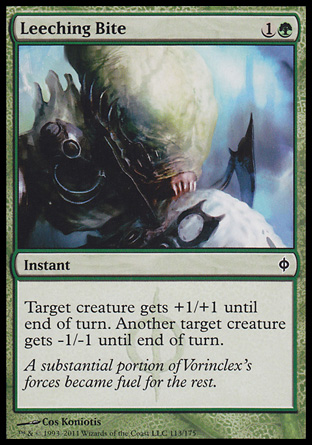 Leeching Bite 1
Instant
Target creature gets +1/+1 until
end of turn. Another target creature
gets -1/-1 until end of turn.
A substantial portion of Vorinclex's
forces became fuel for the rest.
Cos Koniotis
™ & © 1993–2011 Wizards of the Coast LLC 113/175